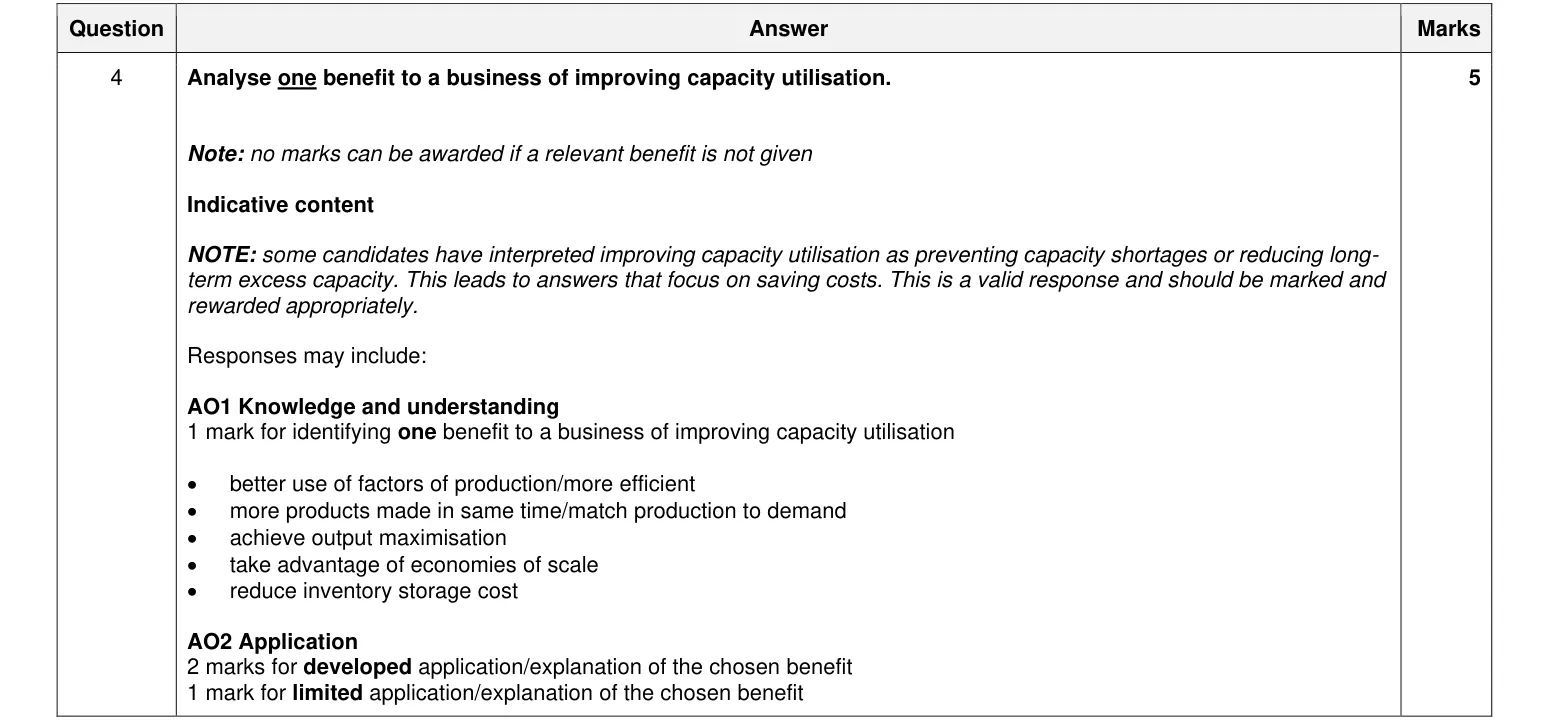 Question Answer Marks
4 Analyse one benefit to a business of improving capacity utilisation. 5
Note: no marks can be awarded if a relevant benefit is not given
Indicative content
NOTE: some candidates have interpreted improving capacity utilisation as preventing capacity shortages or reducing long-
term excess capacity. This leads to answers that focus on saving costs. This is a valid response and should be marked and
rewarded appropriately.
Responses may include:
AO1 Knowledge and understanding
1 mark for identifying one benefit to a business of improving capacity utilisation
• better use of factors of production/more efficient
• more products made in same time/match production to demand
• achieve output maximisation
• take advantage of economies of scale
• reduce inventory storage cost
AO2 Application
2 marks for developed application/explanation of the chosen benefit
1 mark for limited application/explanation of the chosen benefit